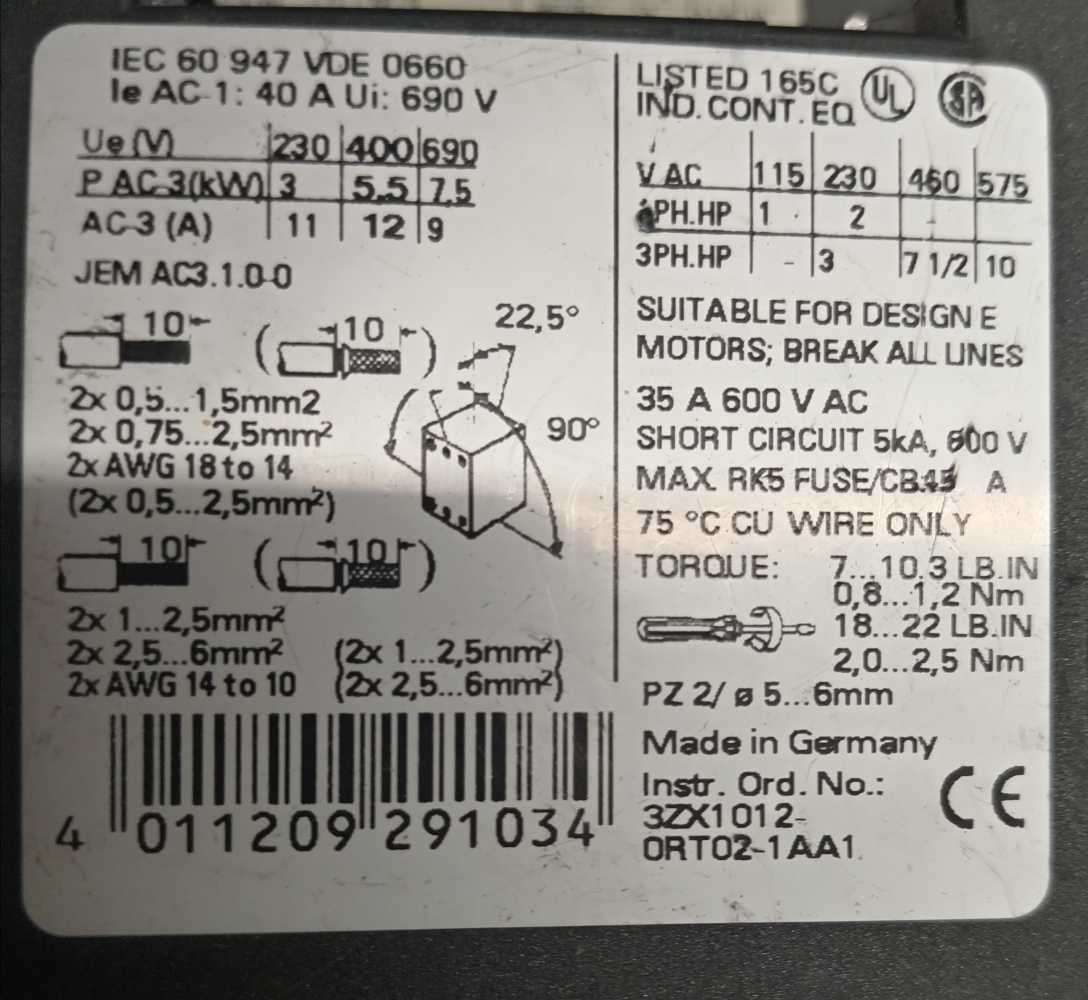 IEC 60 947 VDE 0660
Ie AC-1: 40 A Ui: 690 V
Ue (V) 230 400 690
P AC-3(kW) 3 5.5 7.5
AC-3 (A) 11 12 9
JEM AC3.1.0-0
10 (10) 22,5°
2x 0,5...1,5mm2
2x 0,75...2,5mm² 90°
2x AWG 18 to 14
(2x 0,5...2,5mm²)
10 (10)
2x 1...2,5mm²
2x 2,5...6mm² (2x 1...2,5mm²)
2x AWG 14 to 10 (2x 2,5...6mm²)
4 011209 291034
LISTED 165C UL SA
IND. CONT. EQ
V AC 115 230 460 575
PH.HP 1 2 -
3PH.HP - 3 7 1/2 10
SUITABLE FOR DESIGN E
MOTORS; BREAK ALL LINES
35 A 600 V AC
SHORT CIRCUIT 5kA, 600 V
MAX. RK5 FUSE/CB A
75 °C CU WIRE ONLY
TORQUE: 7...10.3 LB.IN
0,8...1,2 Nm
18...22 LB.IN
2,0...2,5 Nm
PZ 2/ ø 5...6mm
Made in Germany
Instr. Ord. No.:
3ZX1012-
0RT02-1AA1
CE